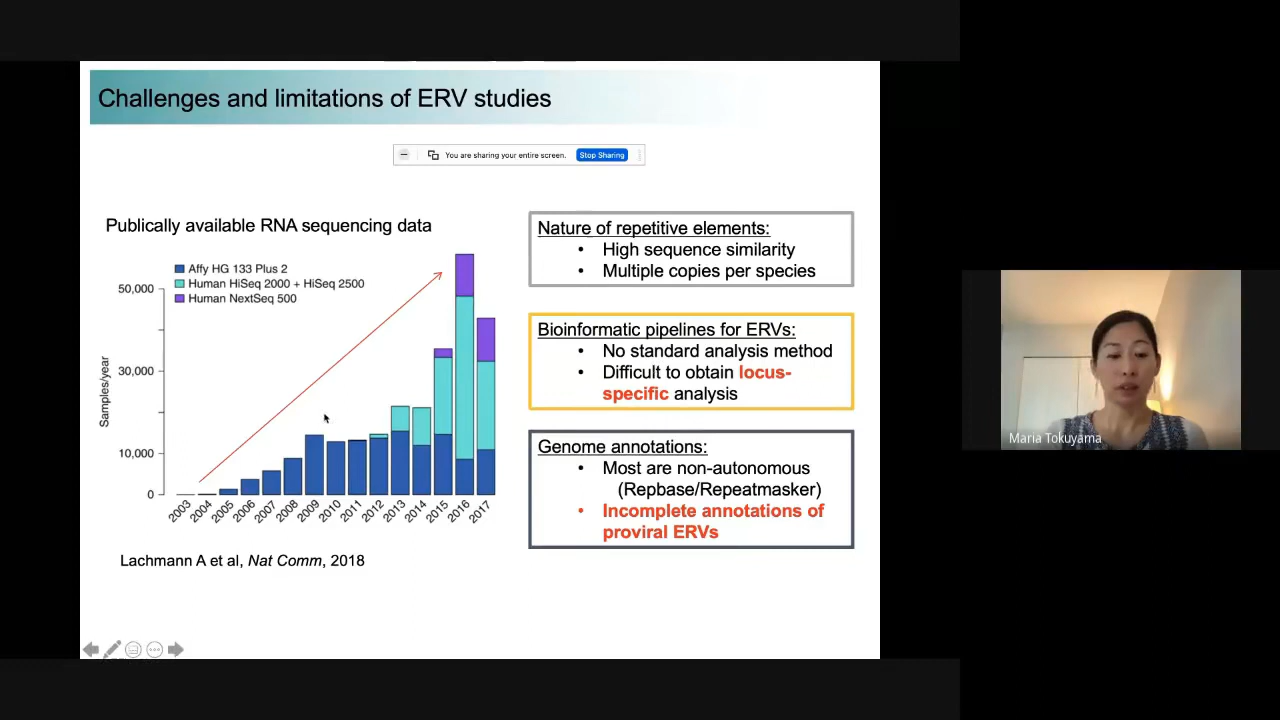 Challenges and limitations of ERV studies
You are sharing your entire screen.
Stop Sharing
Publically available RNA sequencing data
Affy HG 133 Plus 2
Human HiSeq 2000 + HiSeq 2500
Human NextSeq 500
Samples/year
50,000
30,000
10,000
0
2003
2004
2005
2006
2007
2008
2009
2010
2011
2012
2013
2014
2015
2016
2017
Lachmann A et al, Nat Comm, 2018
Nature of repetitive elements:
• High sequence similarity
• Multiple copies per species
Bioinformatic pipelines for ERVs:
• No standard analysis method
• Difficult to obtain locus-
specific analysis
Genome annotations:
• Most are non-autonomous
(Repbase/Repeatmasker)
• Incomplete annotations of
proviral ERVs
Maria Tokuyama